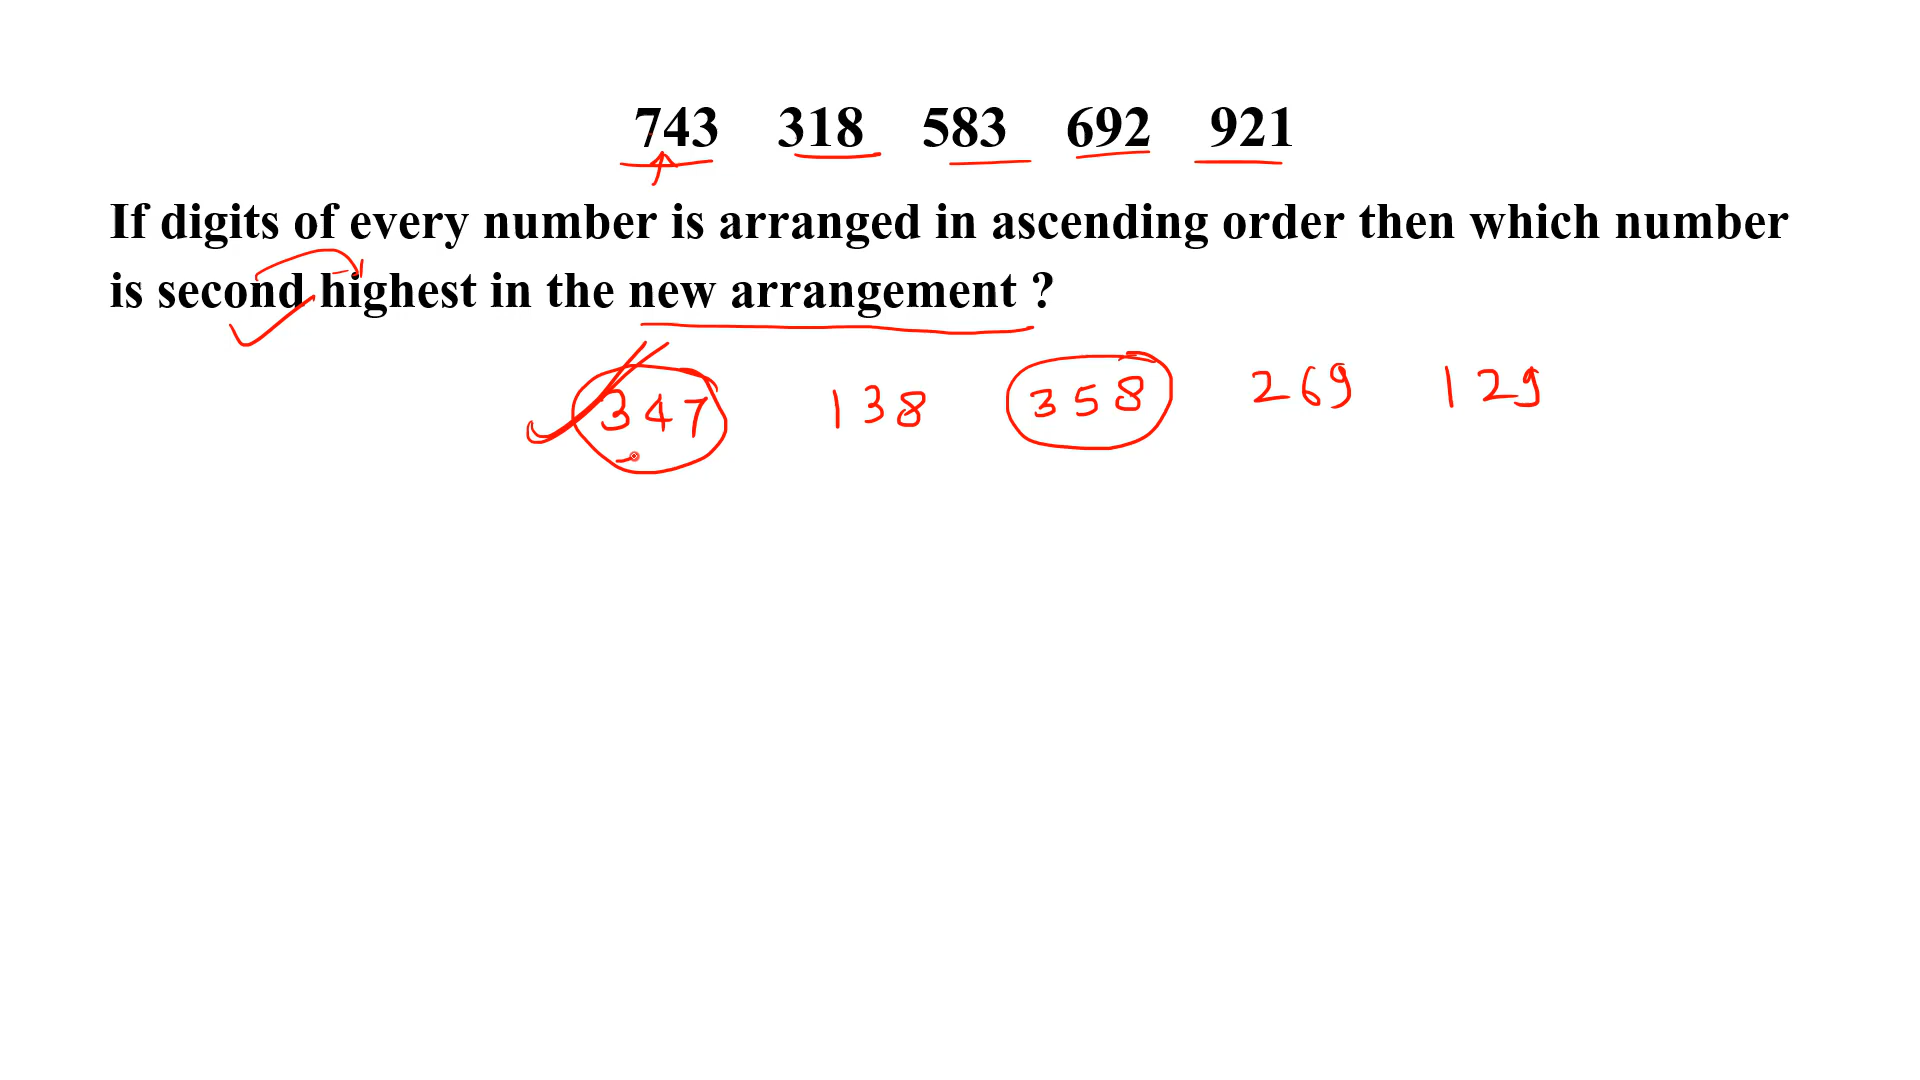 743 318 583 692 921
If digits of every number is arranged in ascending order then which number
is second highest in the new arrangement ?
347 138 358 269 129